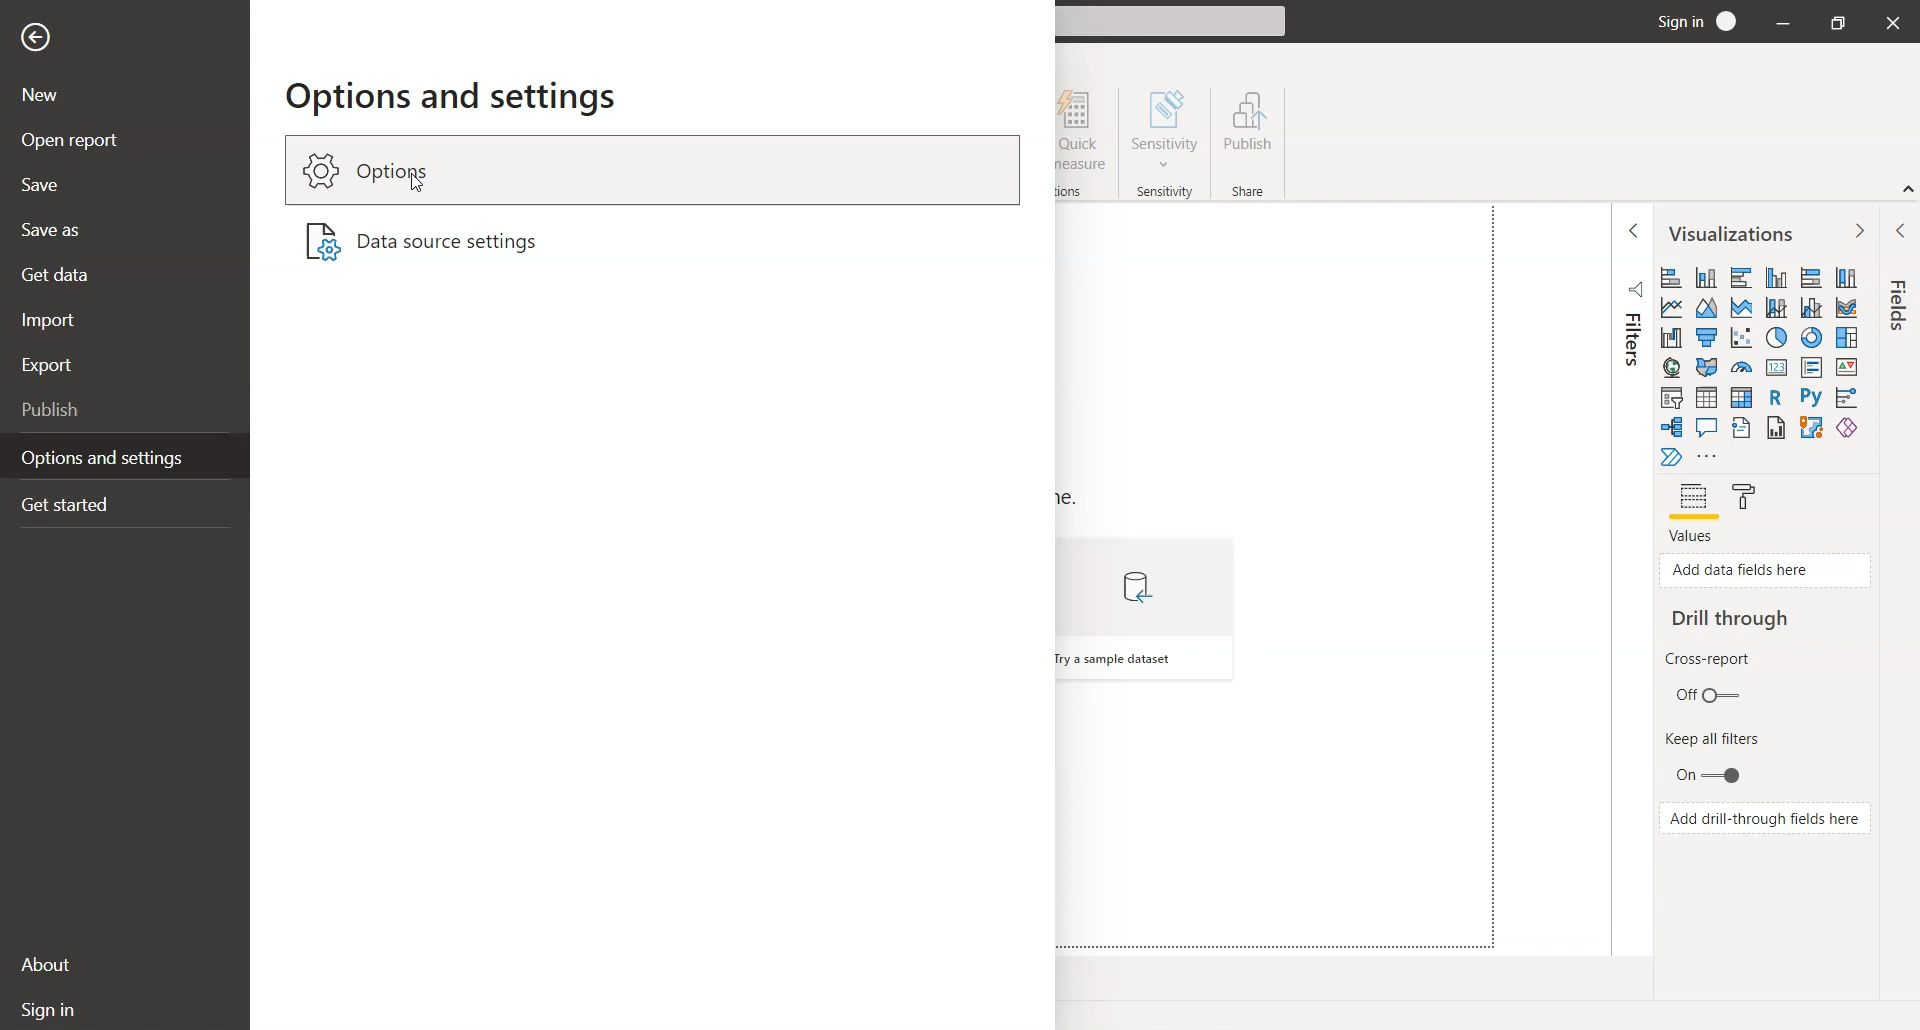 New
Open report
Save
Save as
Get data
Import
Export
Publish
Options and settings
Get started
About
Sign in
Options and settings
Options
Data source settings
Sign in
Quick
measure
Sensitivity
Publish
Sensitivity
Share
Try a sample dataset
Filters
Visualizations
123
R
Py
Values
Add data fields here
Drill through
Cross-report
Off
Keep all filters
On
Add drill-through fields here
Fields